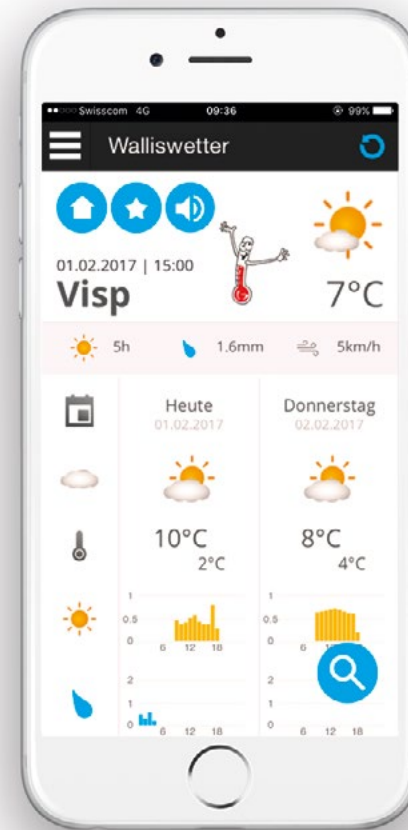 Swisscom 4G 09:36 99%
Walliswetter
01.02.2017 | 15:00
Visp
7°C
5h 1.6mm 5km/h
Heute Donnerstag
01.02.2017 02.02.2017
10°C 8°C
2°C 4°C
1 1
0.5 0.5
0 0
6 12 18 6 12 18
2 2
1 1
0 0
6 12 18 6 12 18